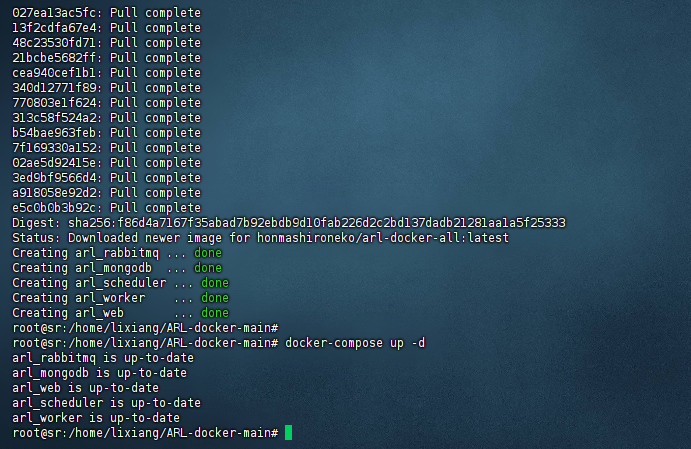 027ea13ac5fc: Pull complete
13f2cdfa67e4: Pull complete
48c23530fd71: Pull complete
21bcbe5682ff: Pull complete
cea940cef1b1: Pull complete
340d12771f89: Pull complete
770803e1f624: Pull complete
313c58f524a2: Pull complete
b54bae963feb: Pull complete
7f169330a152: Pull complete
02ae5d92415e: Pull complete
3ed9bf9566d4: Pull complete
a918058e92d2: Pull complete
e5c0b0b3b92c: Pull complete
Digest: sha256:f86d4a7167f35abad7b92ebdb9d10fab226d2c2bd137dadb21281aa1a5f25333
Status: Downloaded newer image for honmashironeko/arl-docker-all:latest
Creating arl_rabbitmq ... done
Creating arl_mongodb  ... done
Creating arl_scheduler ... done
Creating arl_worker    ... done
Creating arl_web       ... done
root@sr:/home/lixiang/ARL-docker-main#
root@sr:/home/lixiang/ARL-docker-main# docker-compose up -d
arl_rabbitmq is up-to-date
arl_mongodb is up-to-date
arl_web is up-to-date
arl_scheduler is up-to-date
arl_worker is up-to-date
root@sr:/home/lixiang/ARL-docker-main#